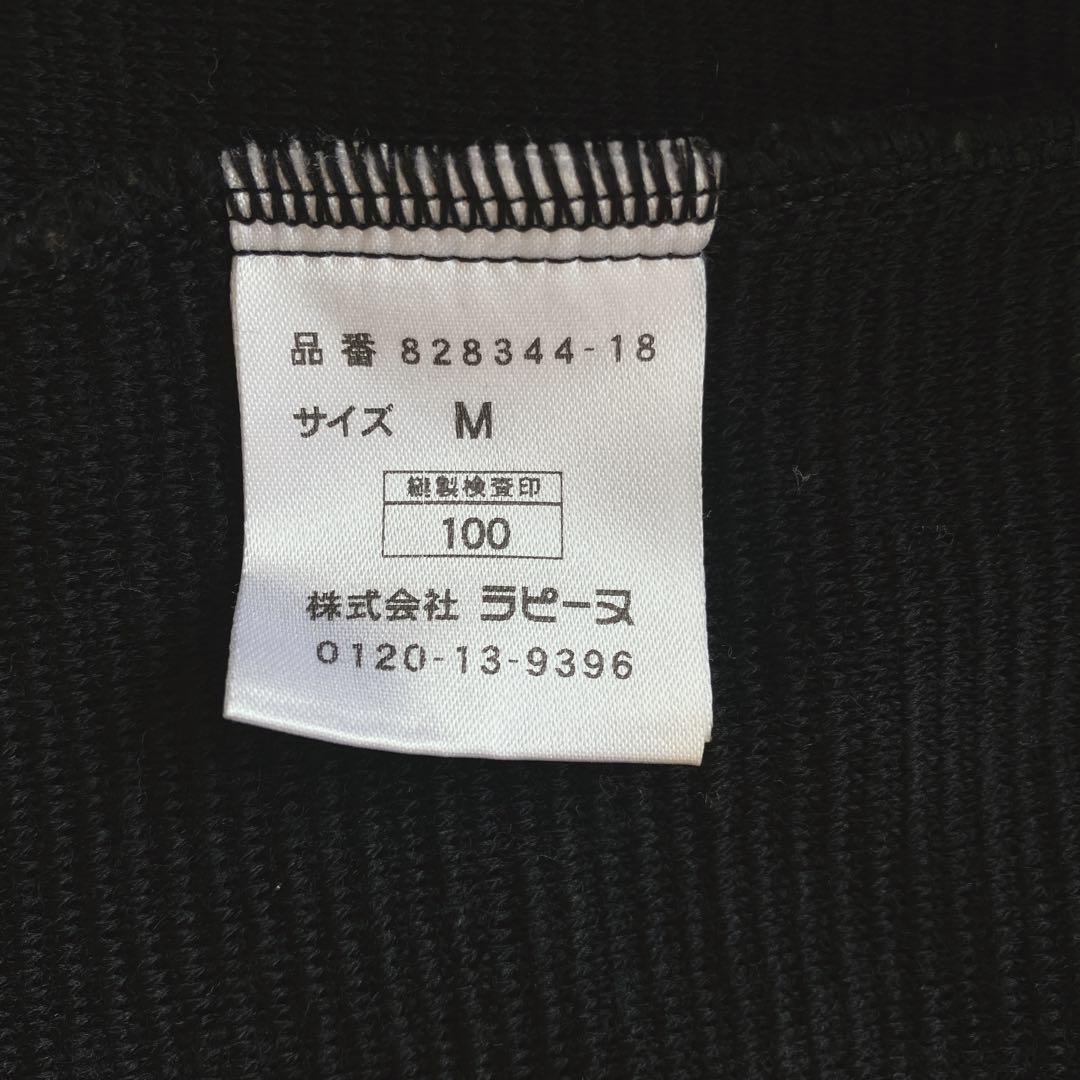 品番 828344-18
サイズ M
縫製検査印
100
株式会社 ラピーヌ
0120-13-9396